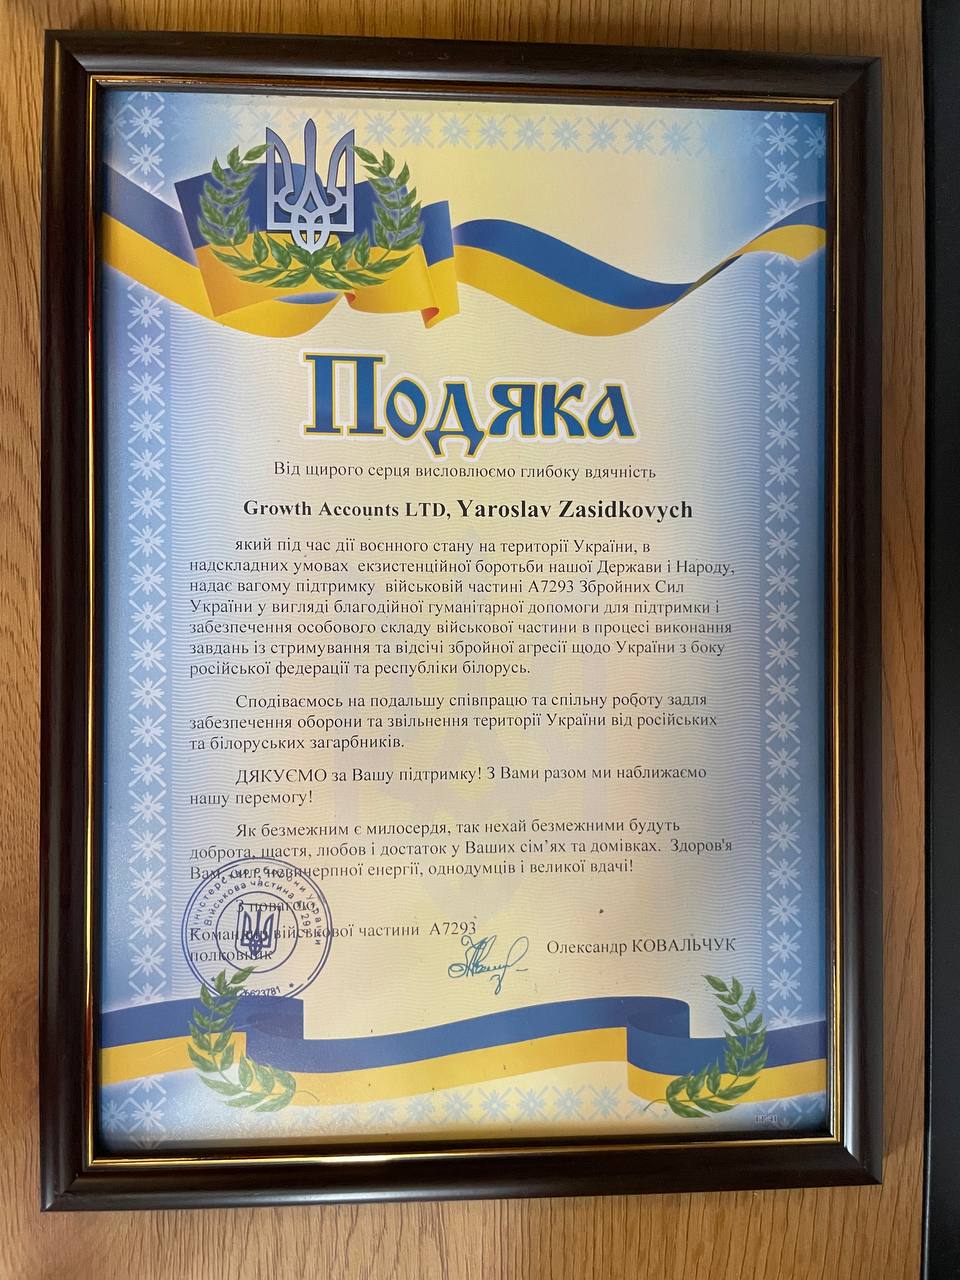 Подяка
Від щирого серця висловлюємо глибоку вдячність
Growth Accounts LTD, Yaroslav Zasidkovych
який під час дії воєнного стану на території України, в
надскладних умовах екзистенційної боротьби нашої Держави і Народу,
надає вагому підтримку військовій частині А7293 Збройних Сил
України у вигляді благодійної гуманітарної допомоги для підтримки і
забезпечення особового складу військової частини в процесі виконання
завдань із стримування та відсічі збройної агресії щодо України з боку
російської федерації та республіки білорусь.
Сподіваємось на подальшу співпрацю та спільну роботу задля
забезпечення оборони та звільнення території України від російських
та білоруських загарбників.
ДЯКУЄМО за Вашу підтримку! З Вами разом ми наближаємо
нашу перемогу!
Як безмежним є милосердя, так нехай безмежними будуть
доброта, щастя, любов і достаток у Ваших сім’ях та домівках. Здоров'я
Вам, сил, невичерпної енергії, однодумців і великої вдачі!
З повагою,
Командир військової частини А7293
полковник
Олександр КОВАЛЬЧУК
Міністерство оборони України
Військова частина